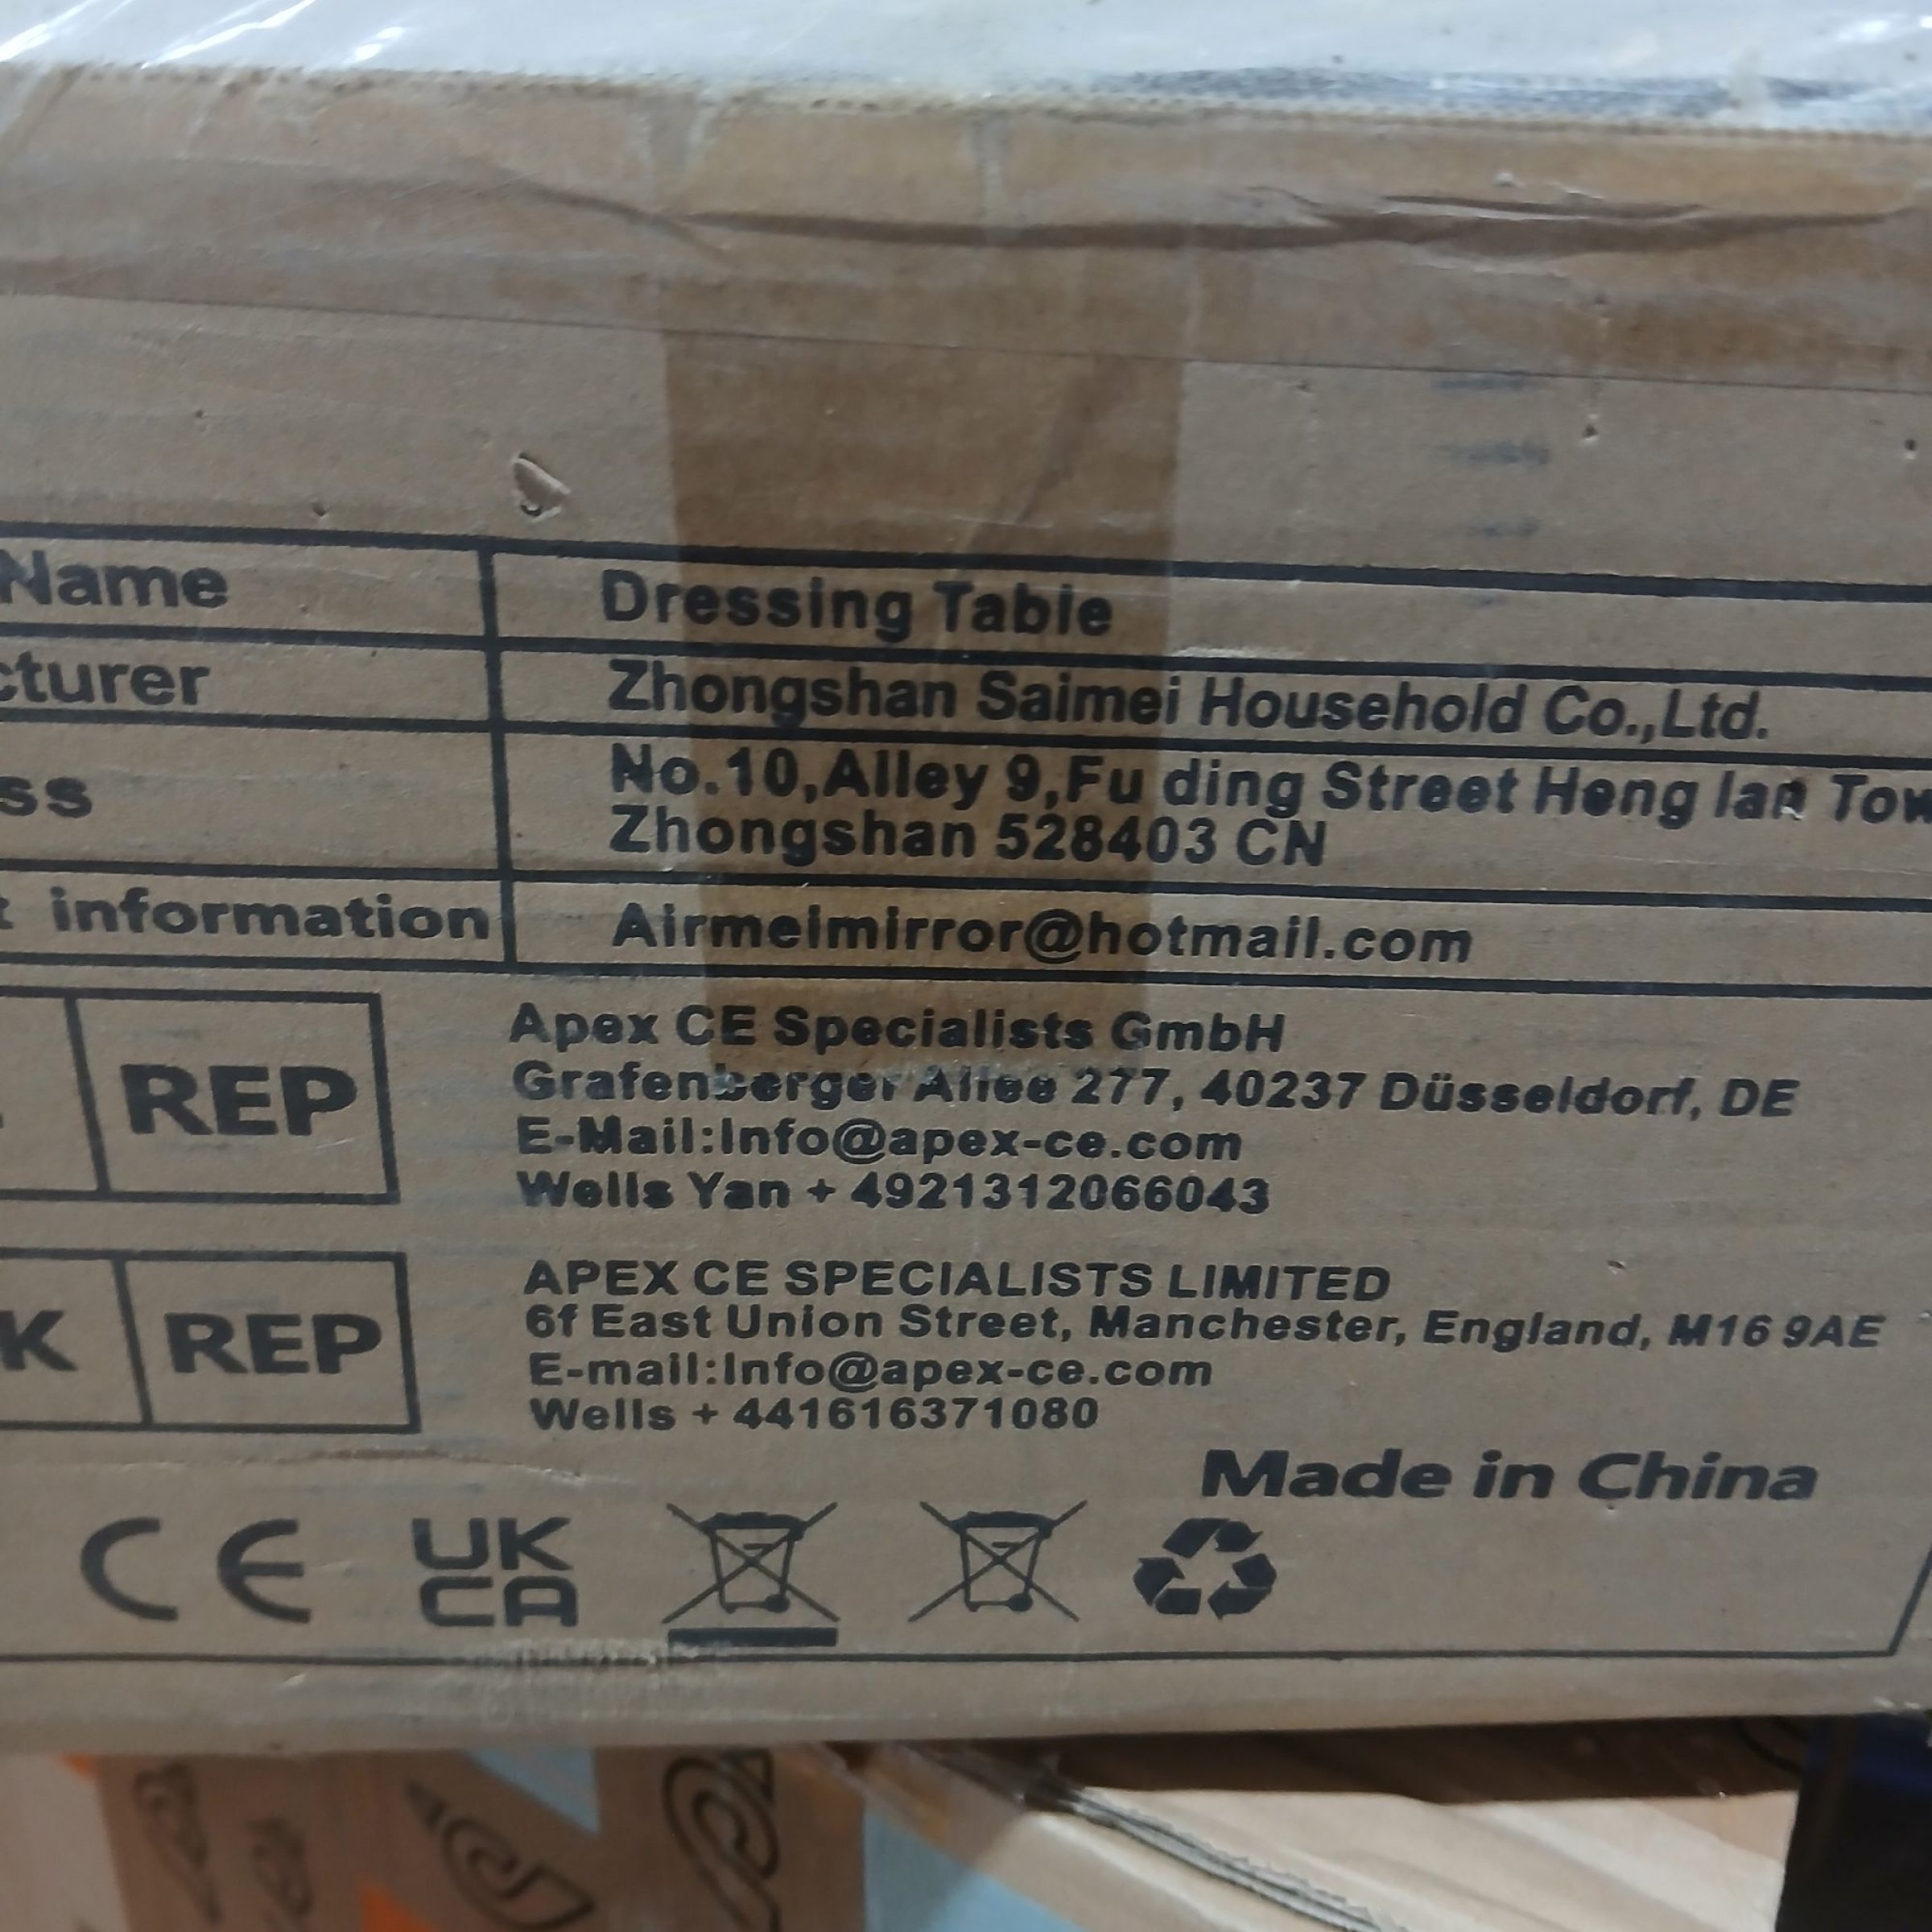 Name Dressing Table
cturer Zhongshan Saimei Household Co.,Ltd.
ss No.10,Alley 9,Fu ding Street Heng lan Tow
Zhongshan 528403 CN
t information Airmeimirror@hotmail.com
REP Apex CE Specialists GmbH
Grafenberger Allee 277, 40237 Düsseldorf, DE
E-Mail:Info@apex-ce.com
Wells Yan + 4921312066043
K REP APEX CE SPECIALISTS LIMITED
6f East Union Street, Manchester, England, M16 9AE
E-mail:Info@apex-ce.com
Wells + 441616371080
Made in China
CE UK
CA